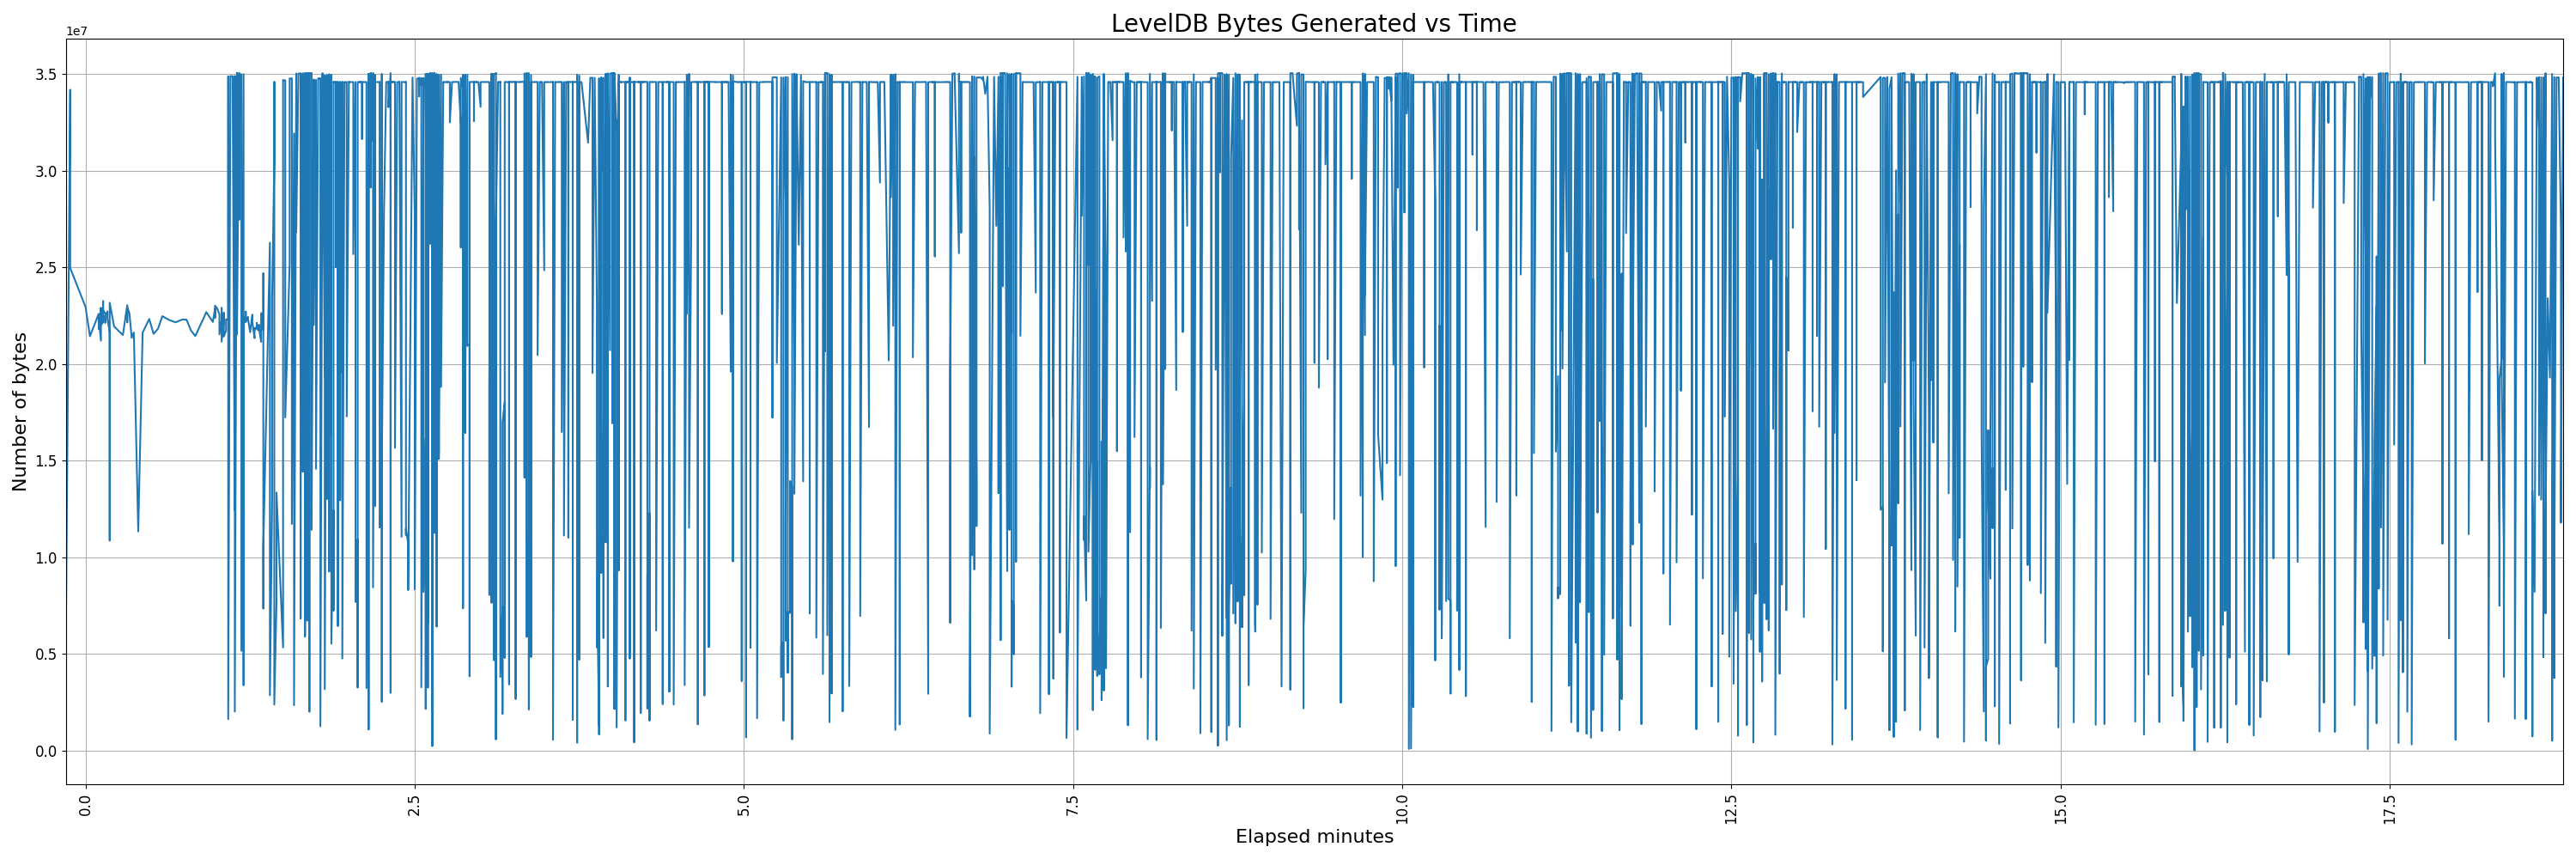 LevelDB Bytes Generated vs Time
1e7
3.5
3.0
2.5
2.0
1.5
1.0
0.5
0.0
Number of bytes
0.0 2.5 5.0 7.5 10.0 12.5 15.0 17.5
Elapsed minutes